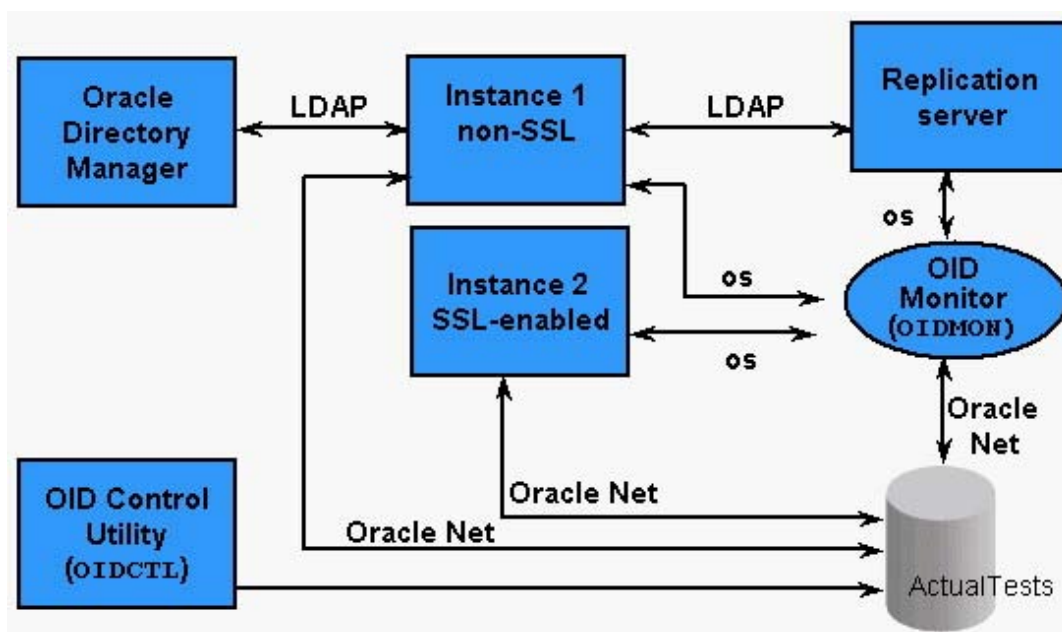 Oracle
Directory
Manager
LDAP
Instance 1
non-SSL
LDAP
Replication
server
os
Instance 2
SSL-enabled
os
os
OID
Monitor
(OIDMON)
Oracle
Net
OID Control
Utility
(OIDCTL)
Oracle Net
Oracle Net
ActualTests